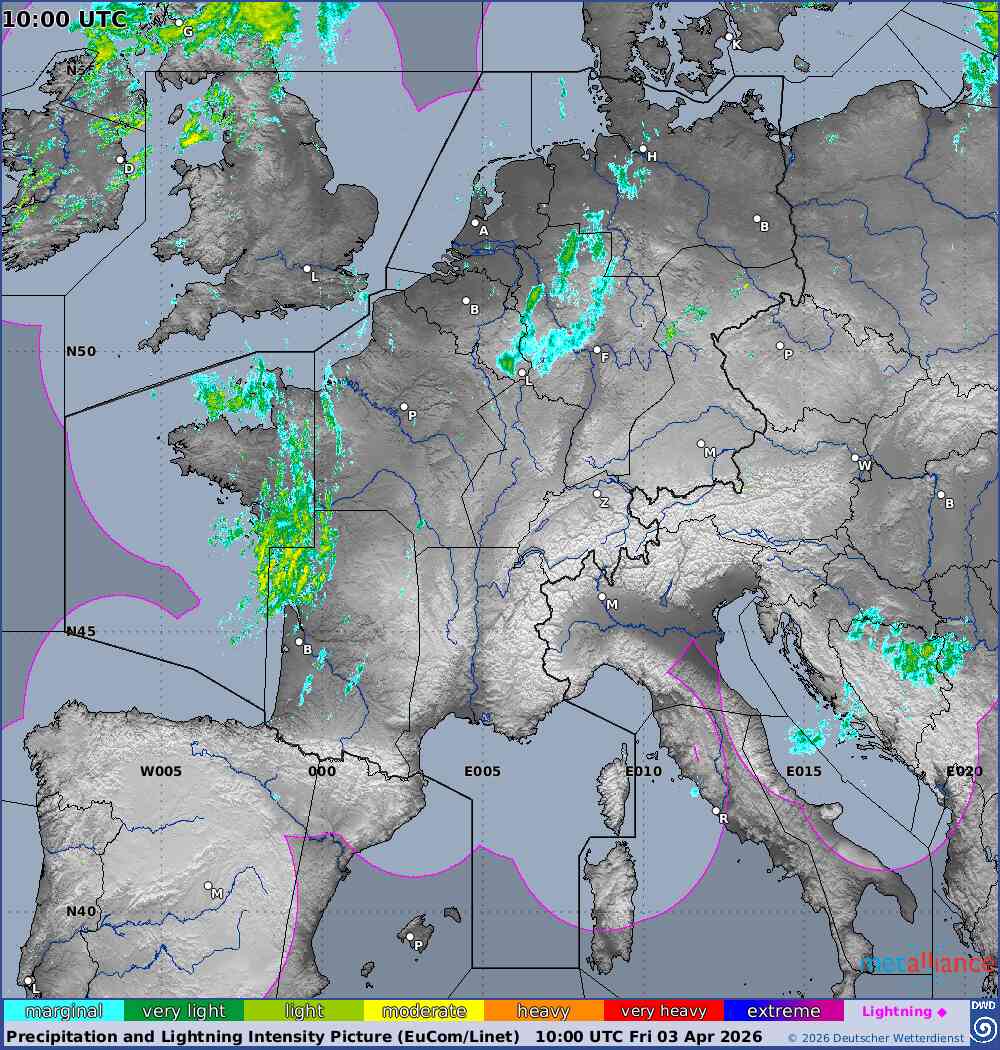 10:00 UTC
G
K
N55
H
D
A
B
L
B
N50
F
P
L
P
M
W
Z
B
M
N45
B
W005
000
E005
E010
E015
E020
R
M
N40
P
metalliance
L
marginal very light light moderate heavy very heavy extreme Lightning ◆
DWD
Precipitation and Lightning Intensity Picture (EuCom/Linet) 10:00 UTC Fri 03 Apr 2026 © 2026 Deutscher Wetterdienst